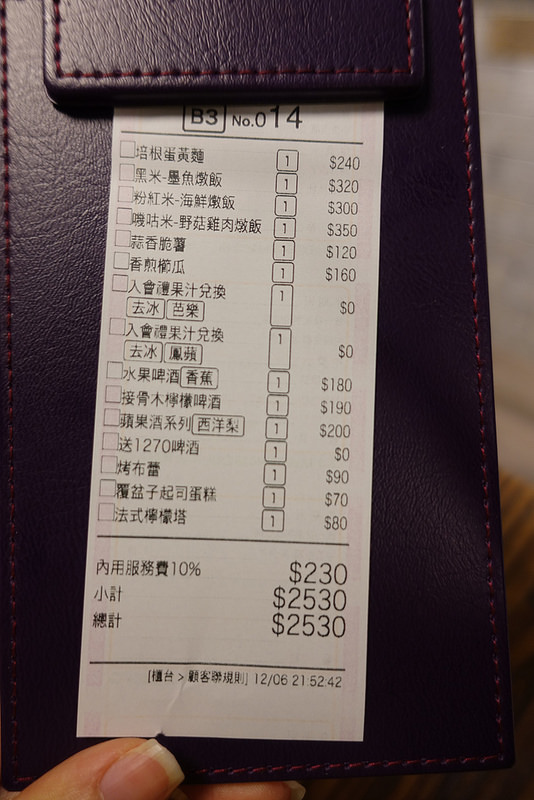 B3 No.014
培根蛋黃麵 1 $240
黑米-墨魚燉飯 1 $320
粉紅米-海鮮燉飯 1 $300
哦咕米-野菇雞肉燉飯 1 $350
蒜香脆薯 1 $120
香煎櫛瓜 1 $160
入會禮果汁兌換 1 $0
去冰 芭樂
入會禮果汁兌換 1 $0
去冰 鳳蘋
水果啤酒 香蕉 1 $180
接骨木檸檬啤酒 1 $190
蘋果酒系列 西洋梨 1 $200
送1270啤酒 1 $0
烤布蕾 1 $90
覆盆子起司蛋糕 1 $70
法式檸檬塔 1 $80
內用服務費10% $230
小計 $2530
總計 $2530
[櫃台 > 顧客聯規則] 12/06 21:52:42